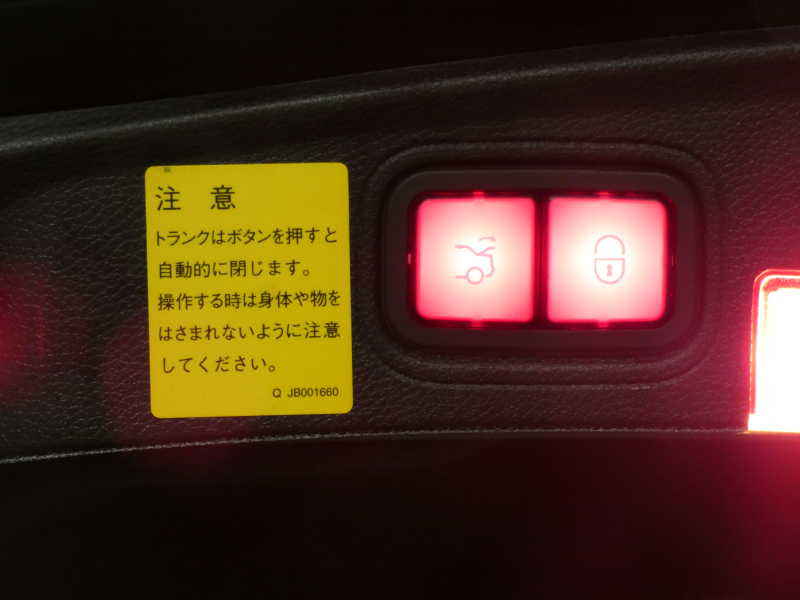 注 意
トランクはボタンを押すと
自動的に閉じます。
操作する時は身体や物を
はさまれないように注意
してください。
Q JB001660